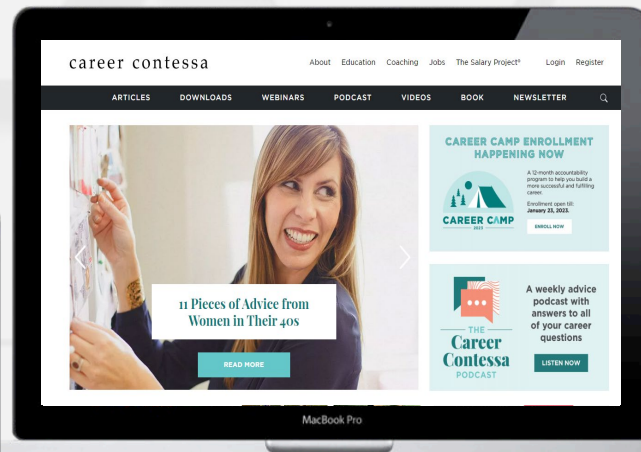 career contessa
About Education Coaching Jobs The Salary Project® Login Register
ARTICLES DOWNLOADS WEBINARS PODCAST VIDEOS BOOK NEWSLETTER
11 Pieces of Advice from
Women in Their 40s
READ MORE
CAREER CAMP ENROLLMENT
HAPPENING NOW
A 12-month accountability
program to help you build a
more successful and fulfilling
career.
Enrollment open till:
January 23, 2023.
ENROLL NOW
CAREER CAMP
2023
A weekly advice
podcast with
answers to all
of your career
questions
LISTEN NOW
THE
Career
Contessa
PODCAST
MacBook Pro